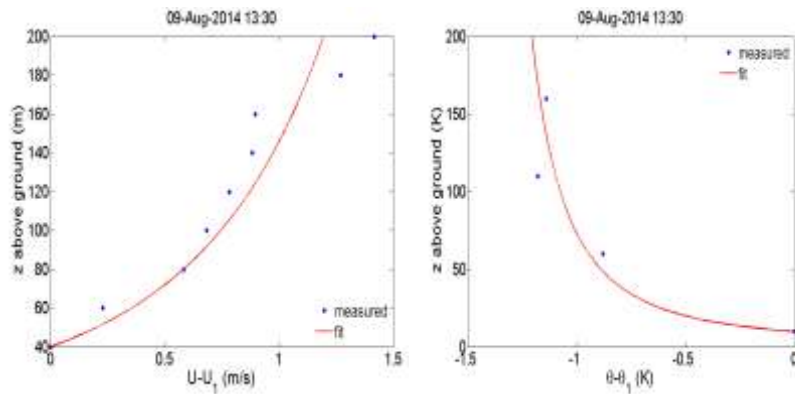 09-Aug-2014 13:30
200
180
160
140
120
100
80
60
40
z above ground (m)
0
0.5
1
1.5
U-U1 (m/s)
measured
fit
09-Aug-2014 13:30
200
150
100
50
0
z above ground (K)
-1.5
-1
-0.5
0
θ-θ1 (K)
measured
fit